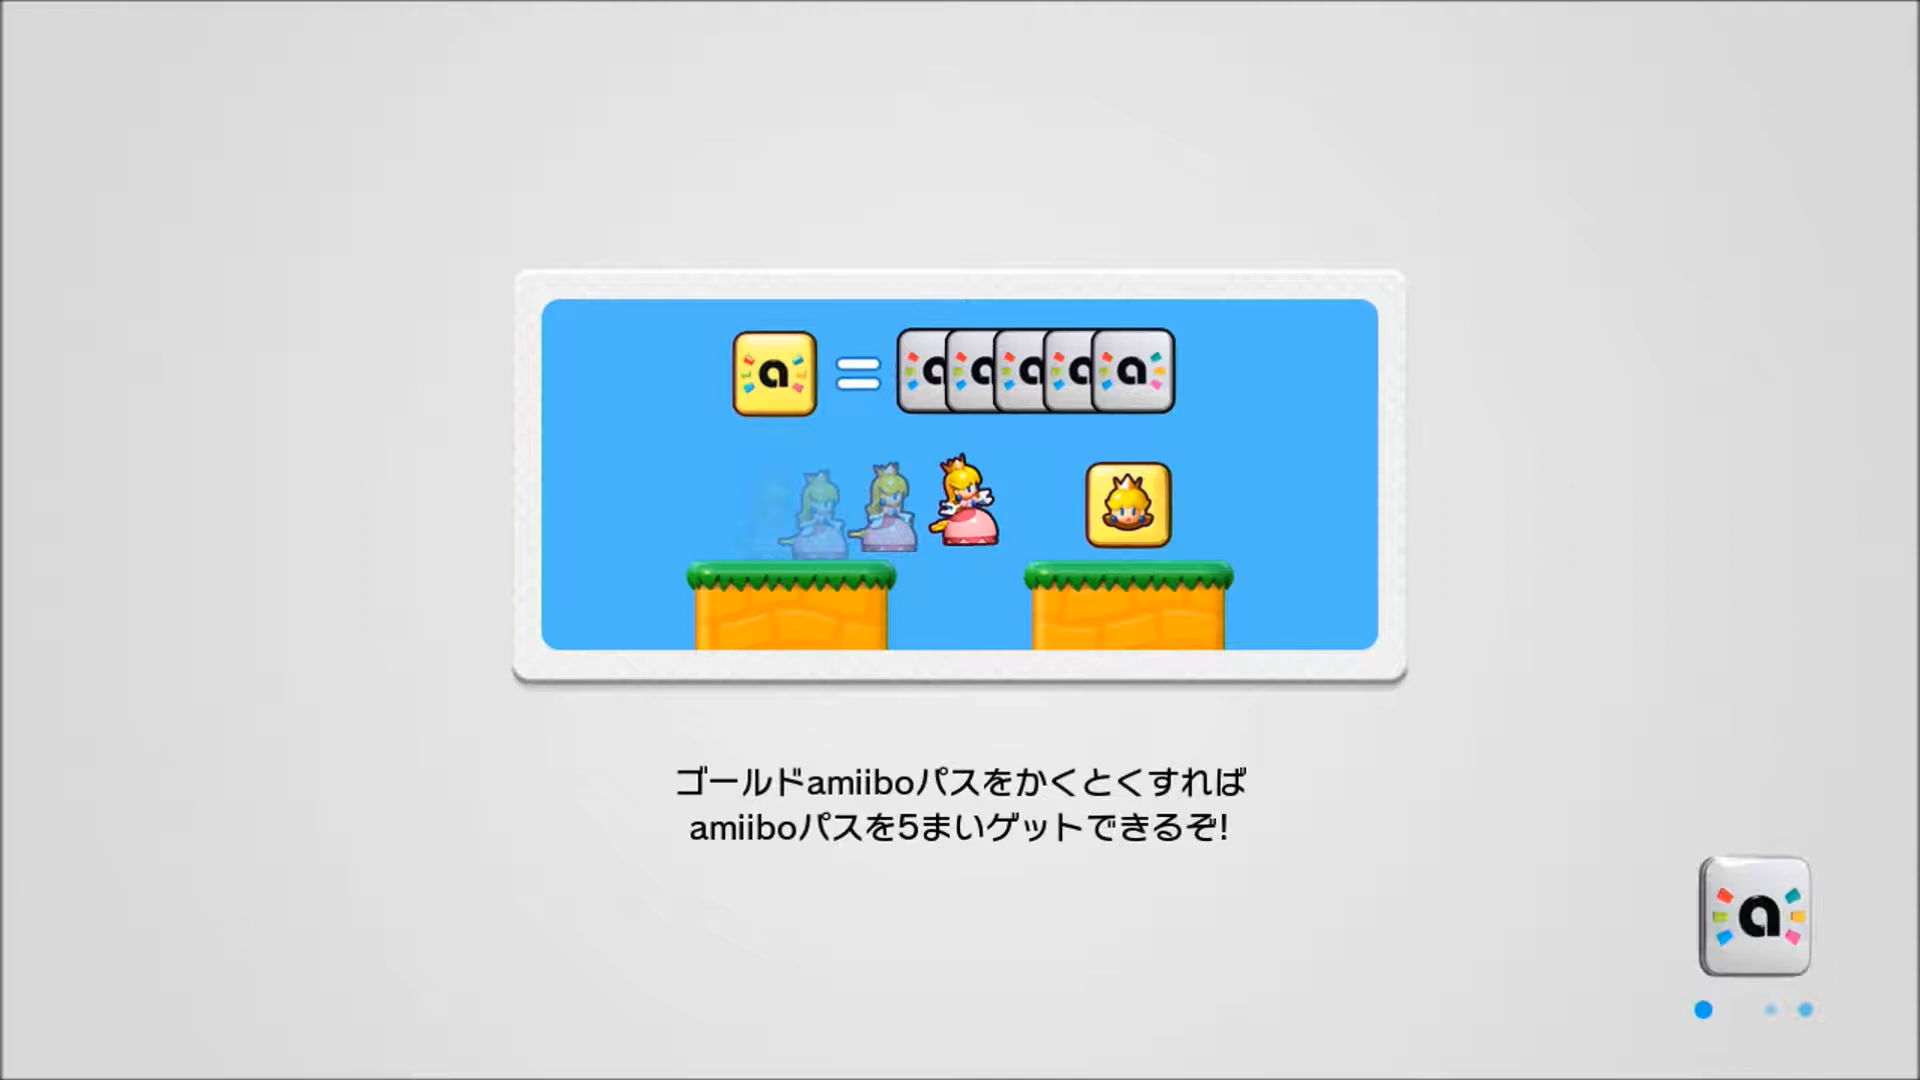 a = a a a a a
ゴールドamiiboパスをかくとくすれば
amiiboパスを5まいゲットできるぞ!
a